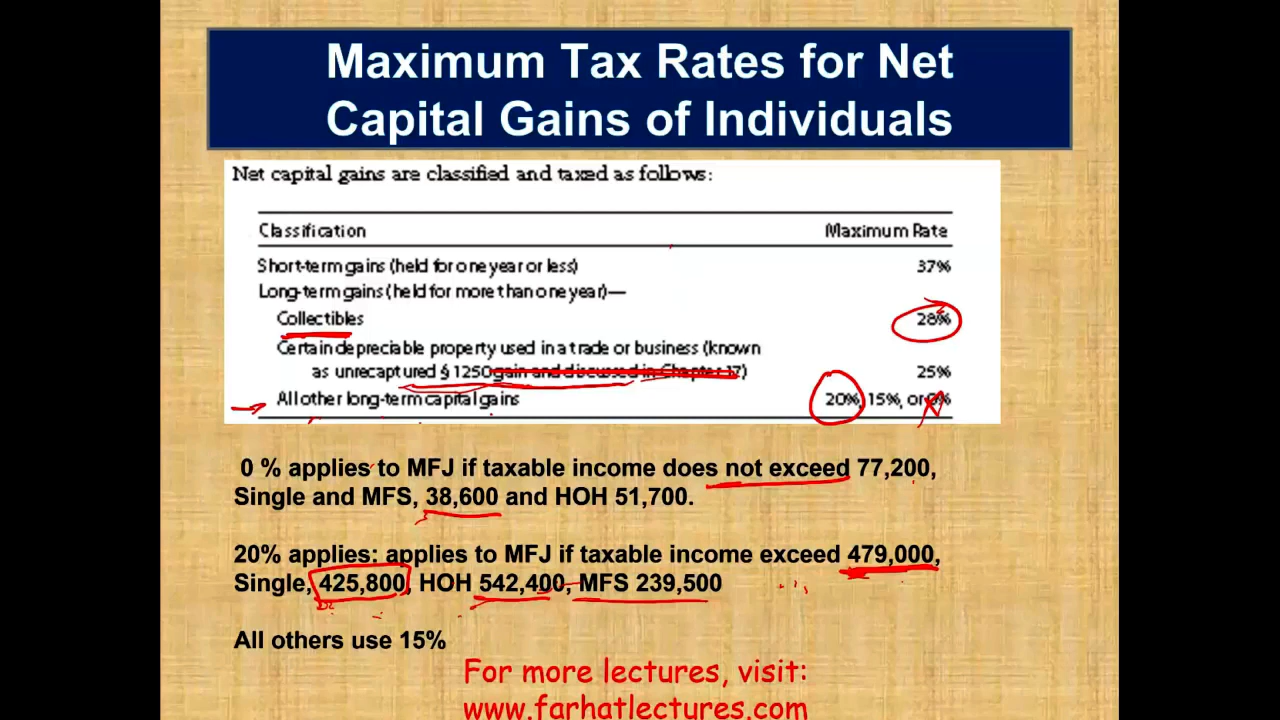 Maximum Tax Rates for Net
Capital Gains of Individuals
Net capital gains are classified and taxed as follows:
Classification Maximum Rate
Short-term gains (held for one year or less) 37%
Long-term gains (held for more than one year)—
Collectibles 28%
Certain depreciable property used in a trade or business (known
as unrecaptured § 1250 gain and discussed in Chapter 17) 25%
All other long-term capital gains 20%, 15%, or 0%
0 % applies to MFJ if taxable income does not exceed 77,200,
Single and MFS, 38,600 and HOH 51,700.
20% applies: applies to MFJ if taxable income exceed 479,000,
Single, 425,800, HOH 542,400, MFS 239,500
All others use 15%
For more lectures, visit:
www.farhatlectures.com